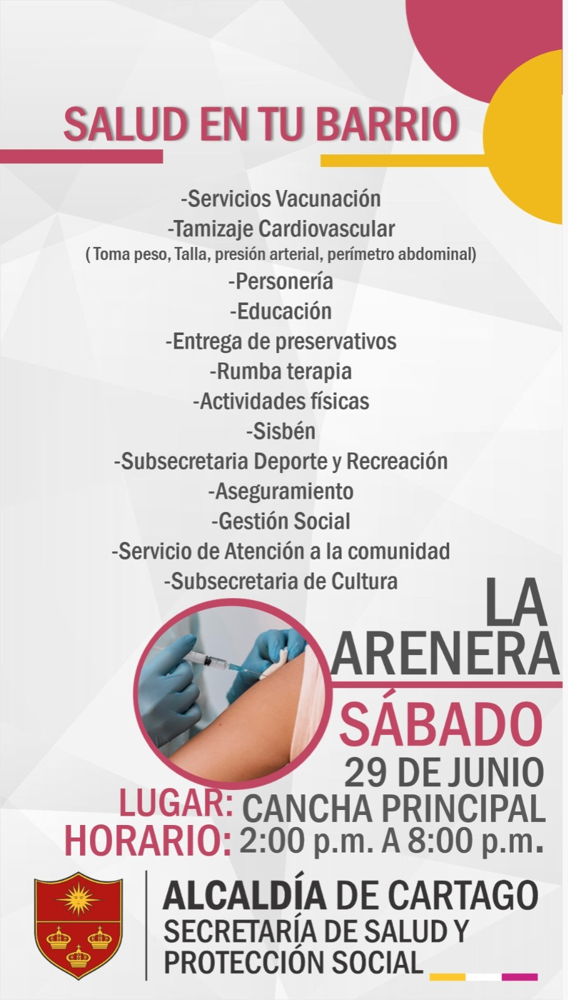 SALUD EN TU BARRIO
-Servicios Vacunación
-Tamizaje Cardiovascular
( Toma peso, Talla, presión arterial, perímetro abdominal)
-Personería
-Educación
-Entrega de preservativos
-Rumba terapia
-Actividades físicas
-Sisbén
-Subsecretaria Deporte y Recreación
-Aseguramiento
-Gestión Social
-Servicio de Atención a la comunidad
-Subsecretaria de Cultura
LA
ARENERA
SÁBADO
29 DE JUNIO
LUGAR: CANCHA PRINCIPAL
HORARIO: 2:00 p.m. A 8:00 p.m.
ALCALDÍA DE CARTAGO
SECRETARÍA DE SALUD Y
PROTECCIÓN SOCIAL